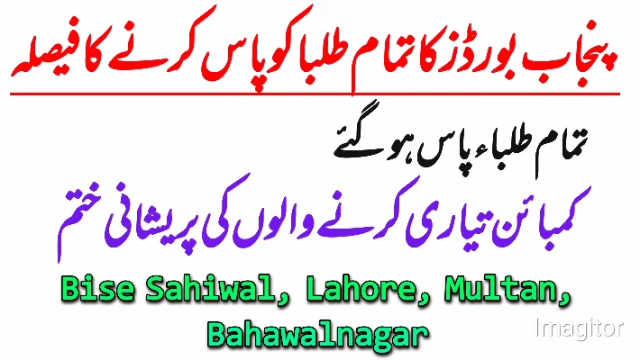 پنجاب بورڈز کا تمام طلبا کو پاس کرنے کا فیصلہ
تمام طلباء پاس ہو گئے
کمبائن تیاری کرنے والوں کی پریشانی ختم
Bise Sahiwal, Lahore, Multan,
Bahawalnagar
Imagitor